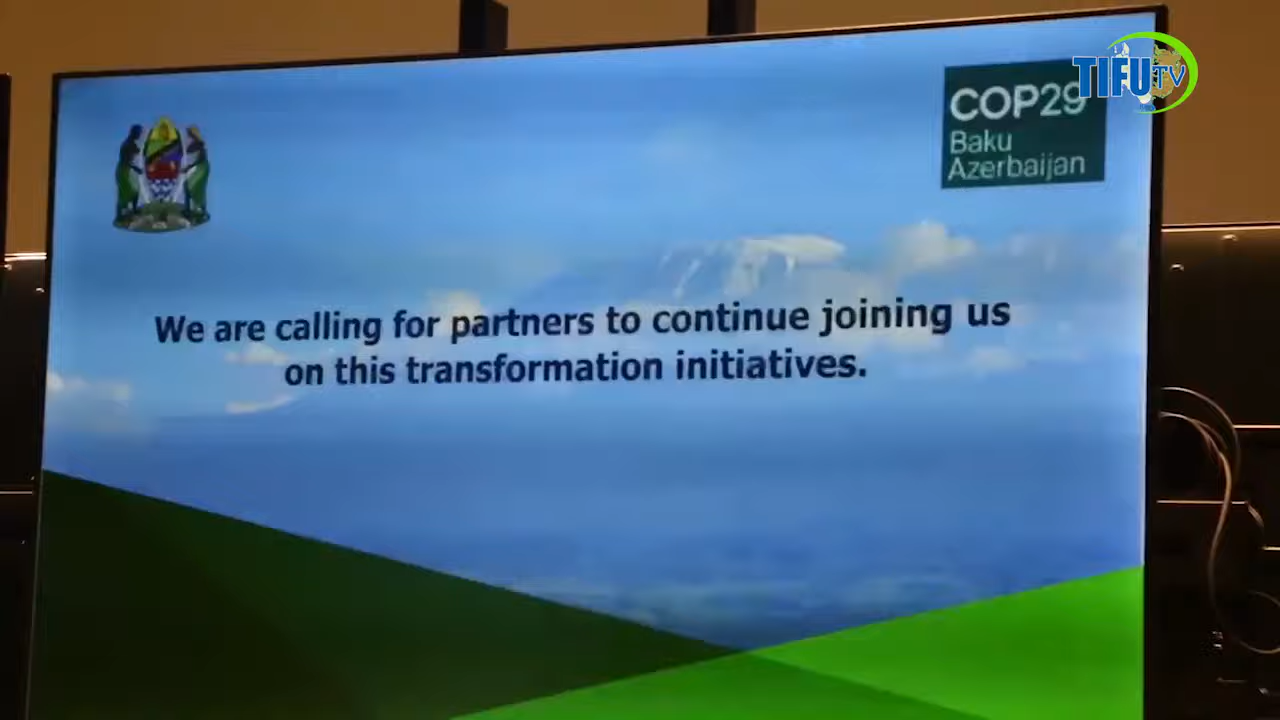 TIFU TV
COP29
Baku
Azerbaijan
We are calling for partners to continue joining us
on this transformation initiatives.